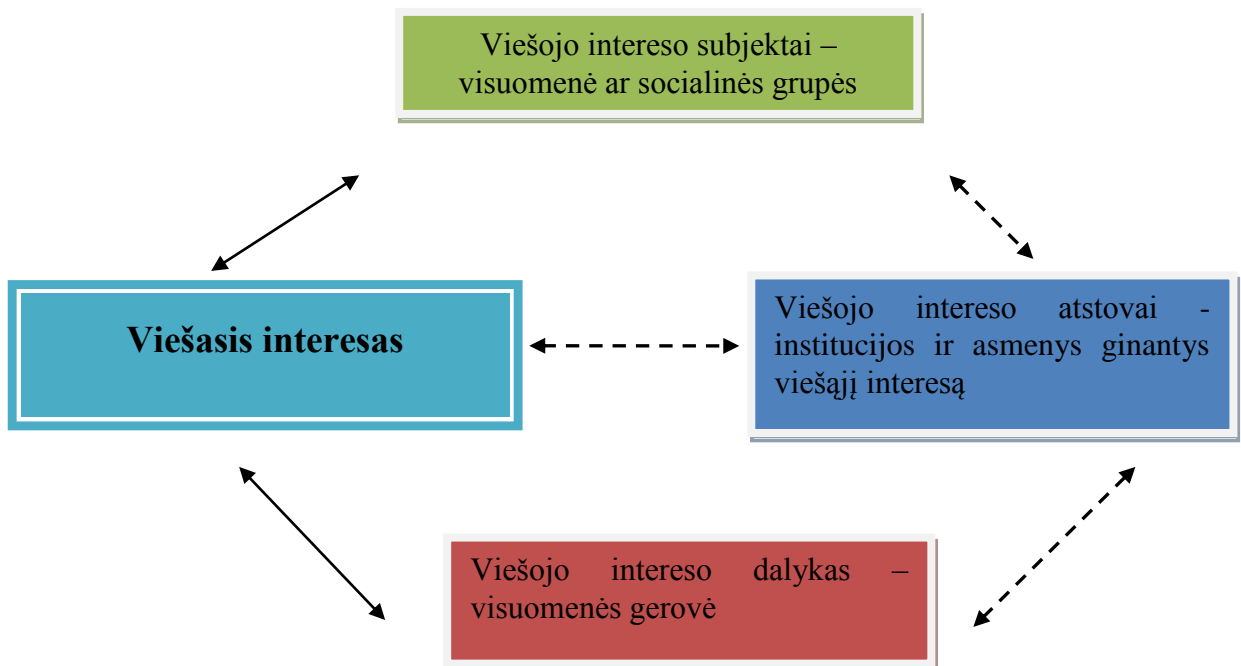 Viešojo intereso subjektai –
visuomenė ar socialinės grupės
Viešasis interesas
Viešojo intereso atstovai -
institucijos ir asmenys ginantys
viešąjį interesą
Viešojo intereso dalykas –
visuomenės gerovė